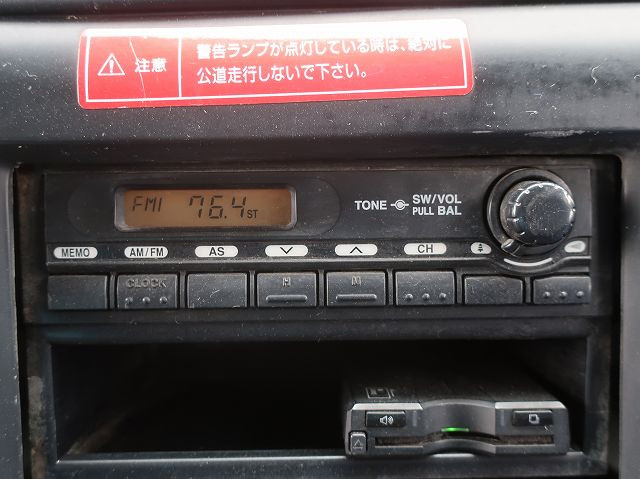 注意
警告ランプが点灯している時は、絶対に
公道走行しないで下さい。
FM1 76.4 ST
TONE SW/VOL
PULL BAL
MEMO AM/FM AS CH
CLOCK H M